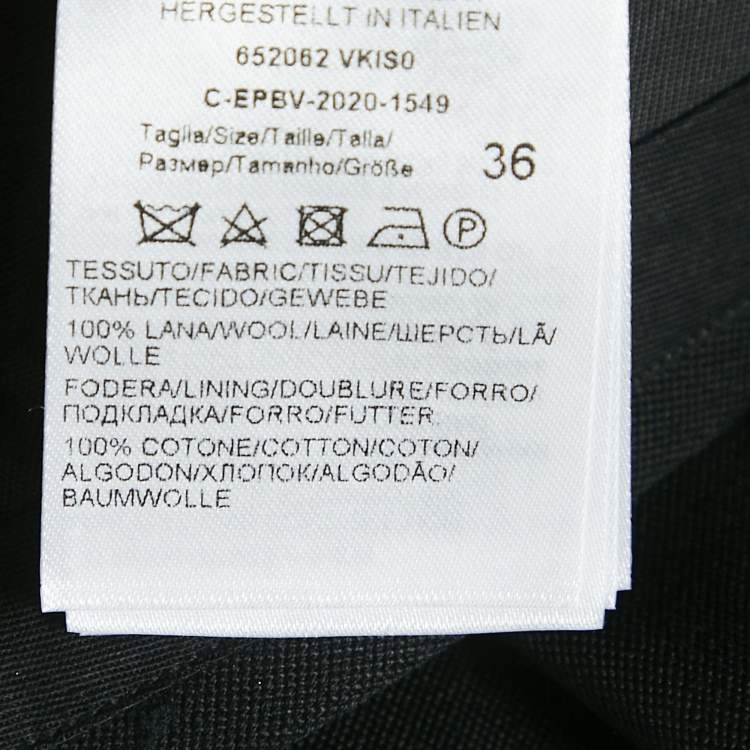 HERGESTELLT IN ITALIEN
652062 VKIS0
C-EPBV-2020-1549
Taglia/Size/Taille/Talla/
Размер/Tamanho/Größe
36
P
TESSUTO/FABRIC/TISSU/TEJIDO/
ТКАНЬ/TECIDO/GEWEBE
100% LANA/WOOL/LAINE/ШЕРСТЬ/LÃ/
WOLLE
FODERA/LINING/DOUBLURE/FORRO/
ПОДКЛАДКА/FORRO/FUTTER
100% COTONE/COTTON/COTON/
ALGODON/ХЛОПОК/ALGODÃO/
BAUMWOLLE